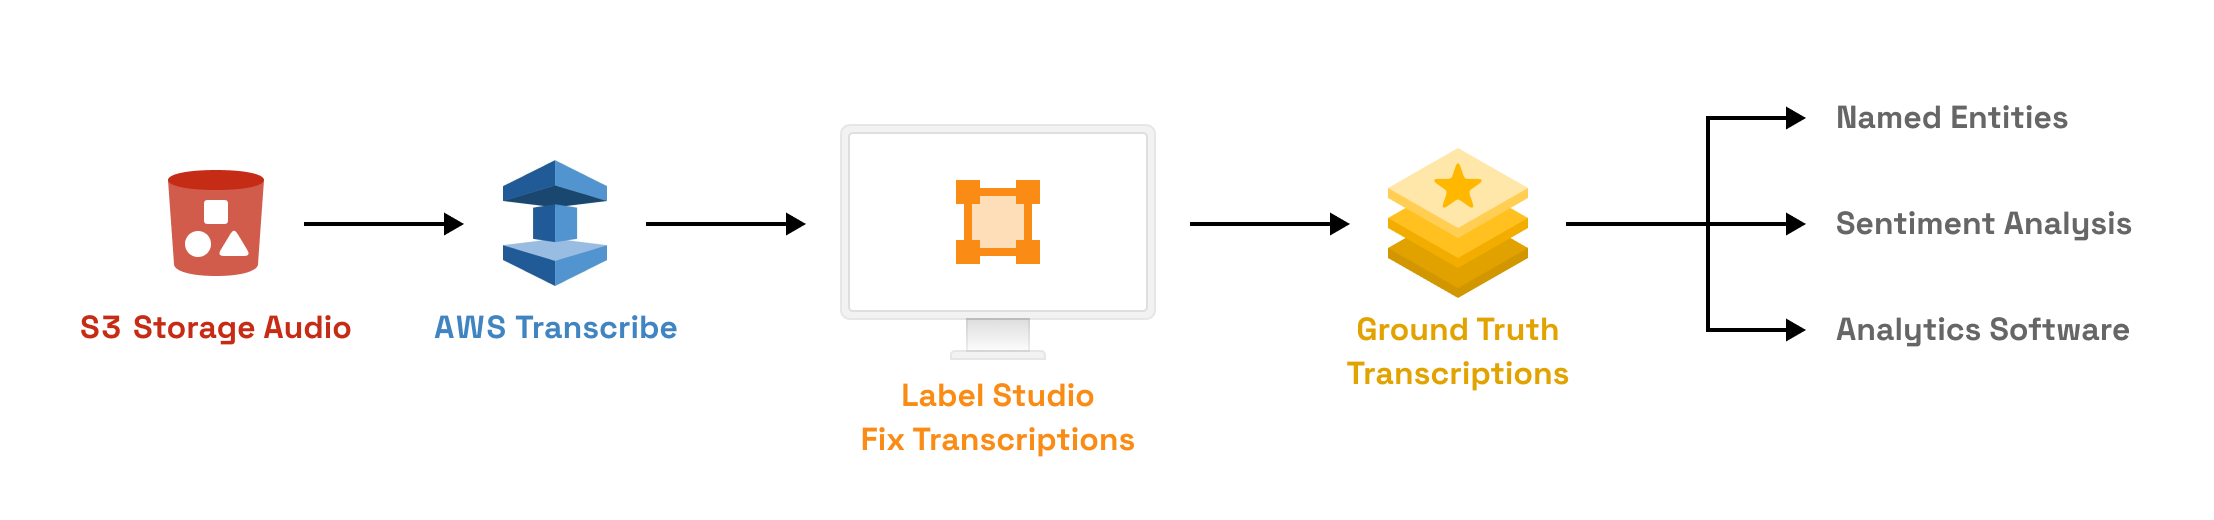 S3 Storage Audio
AWS Transcribe
Label Studio
Fix Transcriptions
Ground Truth
Transcriptions
Named Entities
Sentiment Analysis
Analytics Software